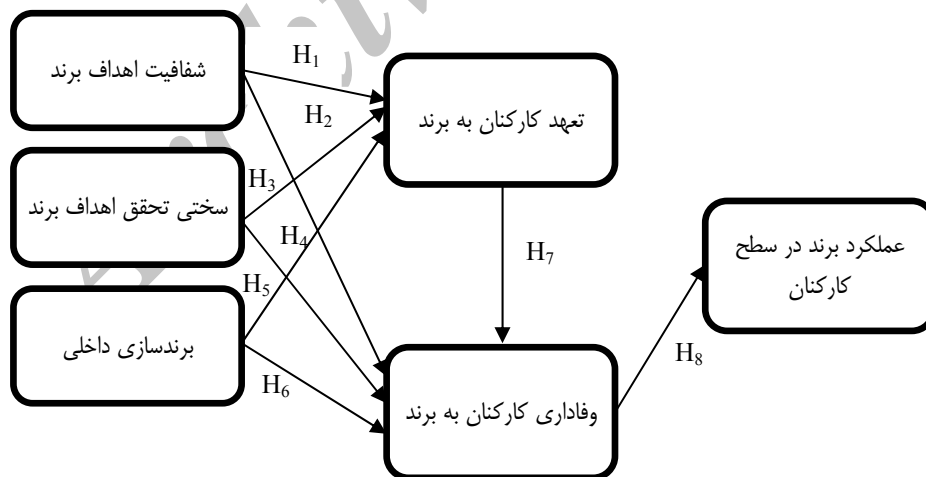 شفافیت اهداف برند
H1
تعهد کارکنان به برند
H2
H3
سختی تحقق اهداف برند
H4
عملکرد برند در سطح
کارکنان
H7
H5
برندسازی داخلی
H6
H8
وفاداری کارکنان به برند